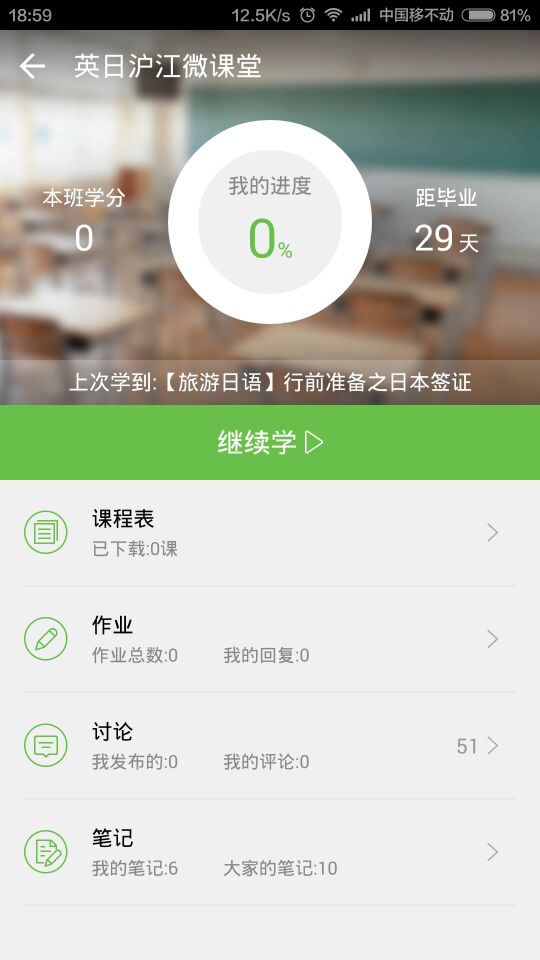 18:59 12.5K/s 中国移不动 81%
英日沪江微课堂
本班学分
0
我的进度
0%
距毕业
29 天
上次学到:【旅游日语】行前准备之日本签证
继续学
课程表
已下载:0课
作业
作业总数:0 我的回复:0
讨论
我发布的:0 我的评论:0 51
笔记
我的笔记:6 大家的笔记:10